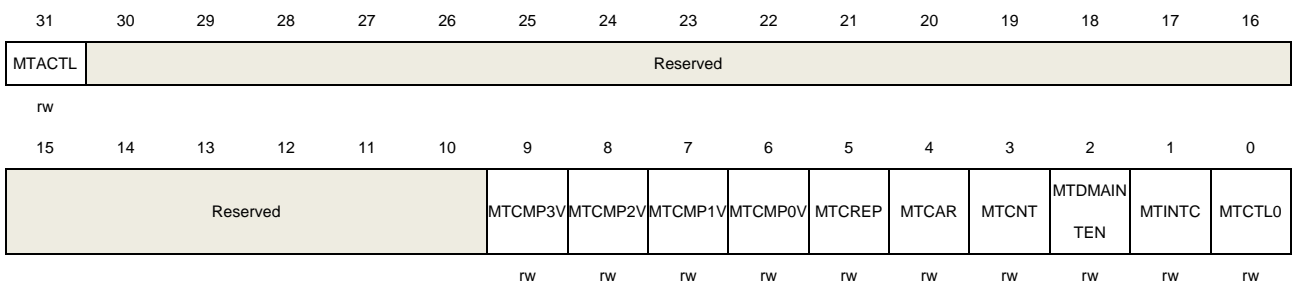 31 30 29 28 27 26 25 24 23 22 21 20 19 18 17 16
MTACTL Reserved
rw
15 14 13 12 11 10 9 8 7 6 5 4 3 2 1 0
Reserved MTCMP3V MTCMP2V MTCMP1V MTCMP0V MTCREP MTCAR MTCNT MTDMAIN TEN MTINTC MTCTL0
rw rw rw rw rw rw rw rw rw rw